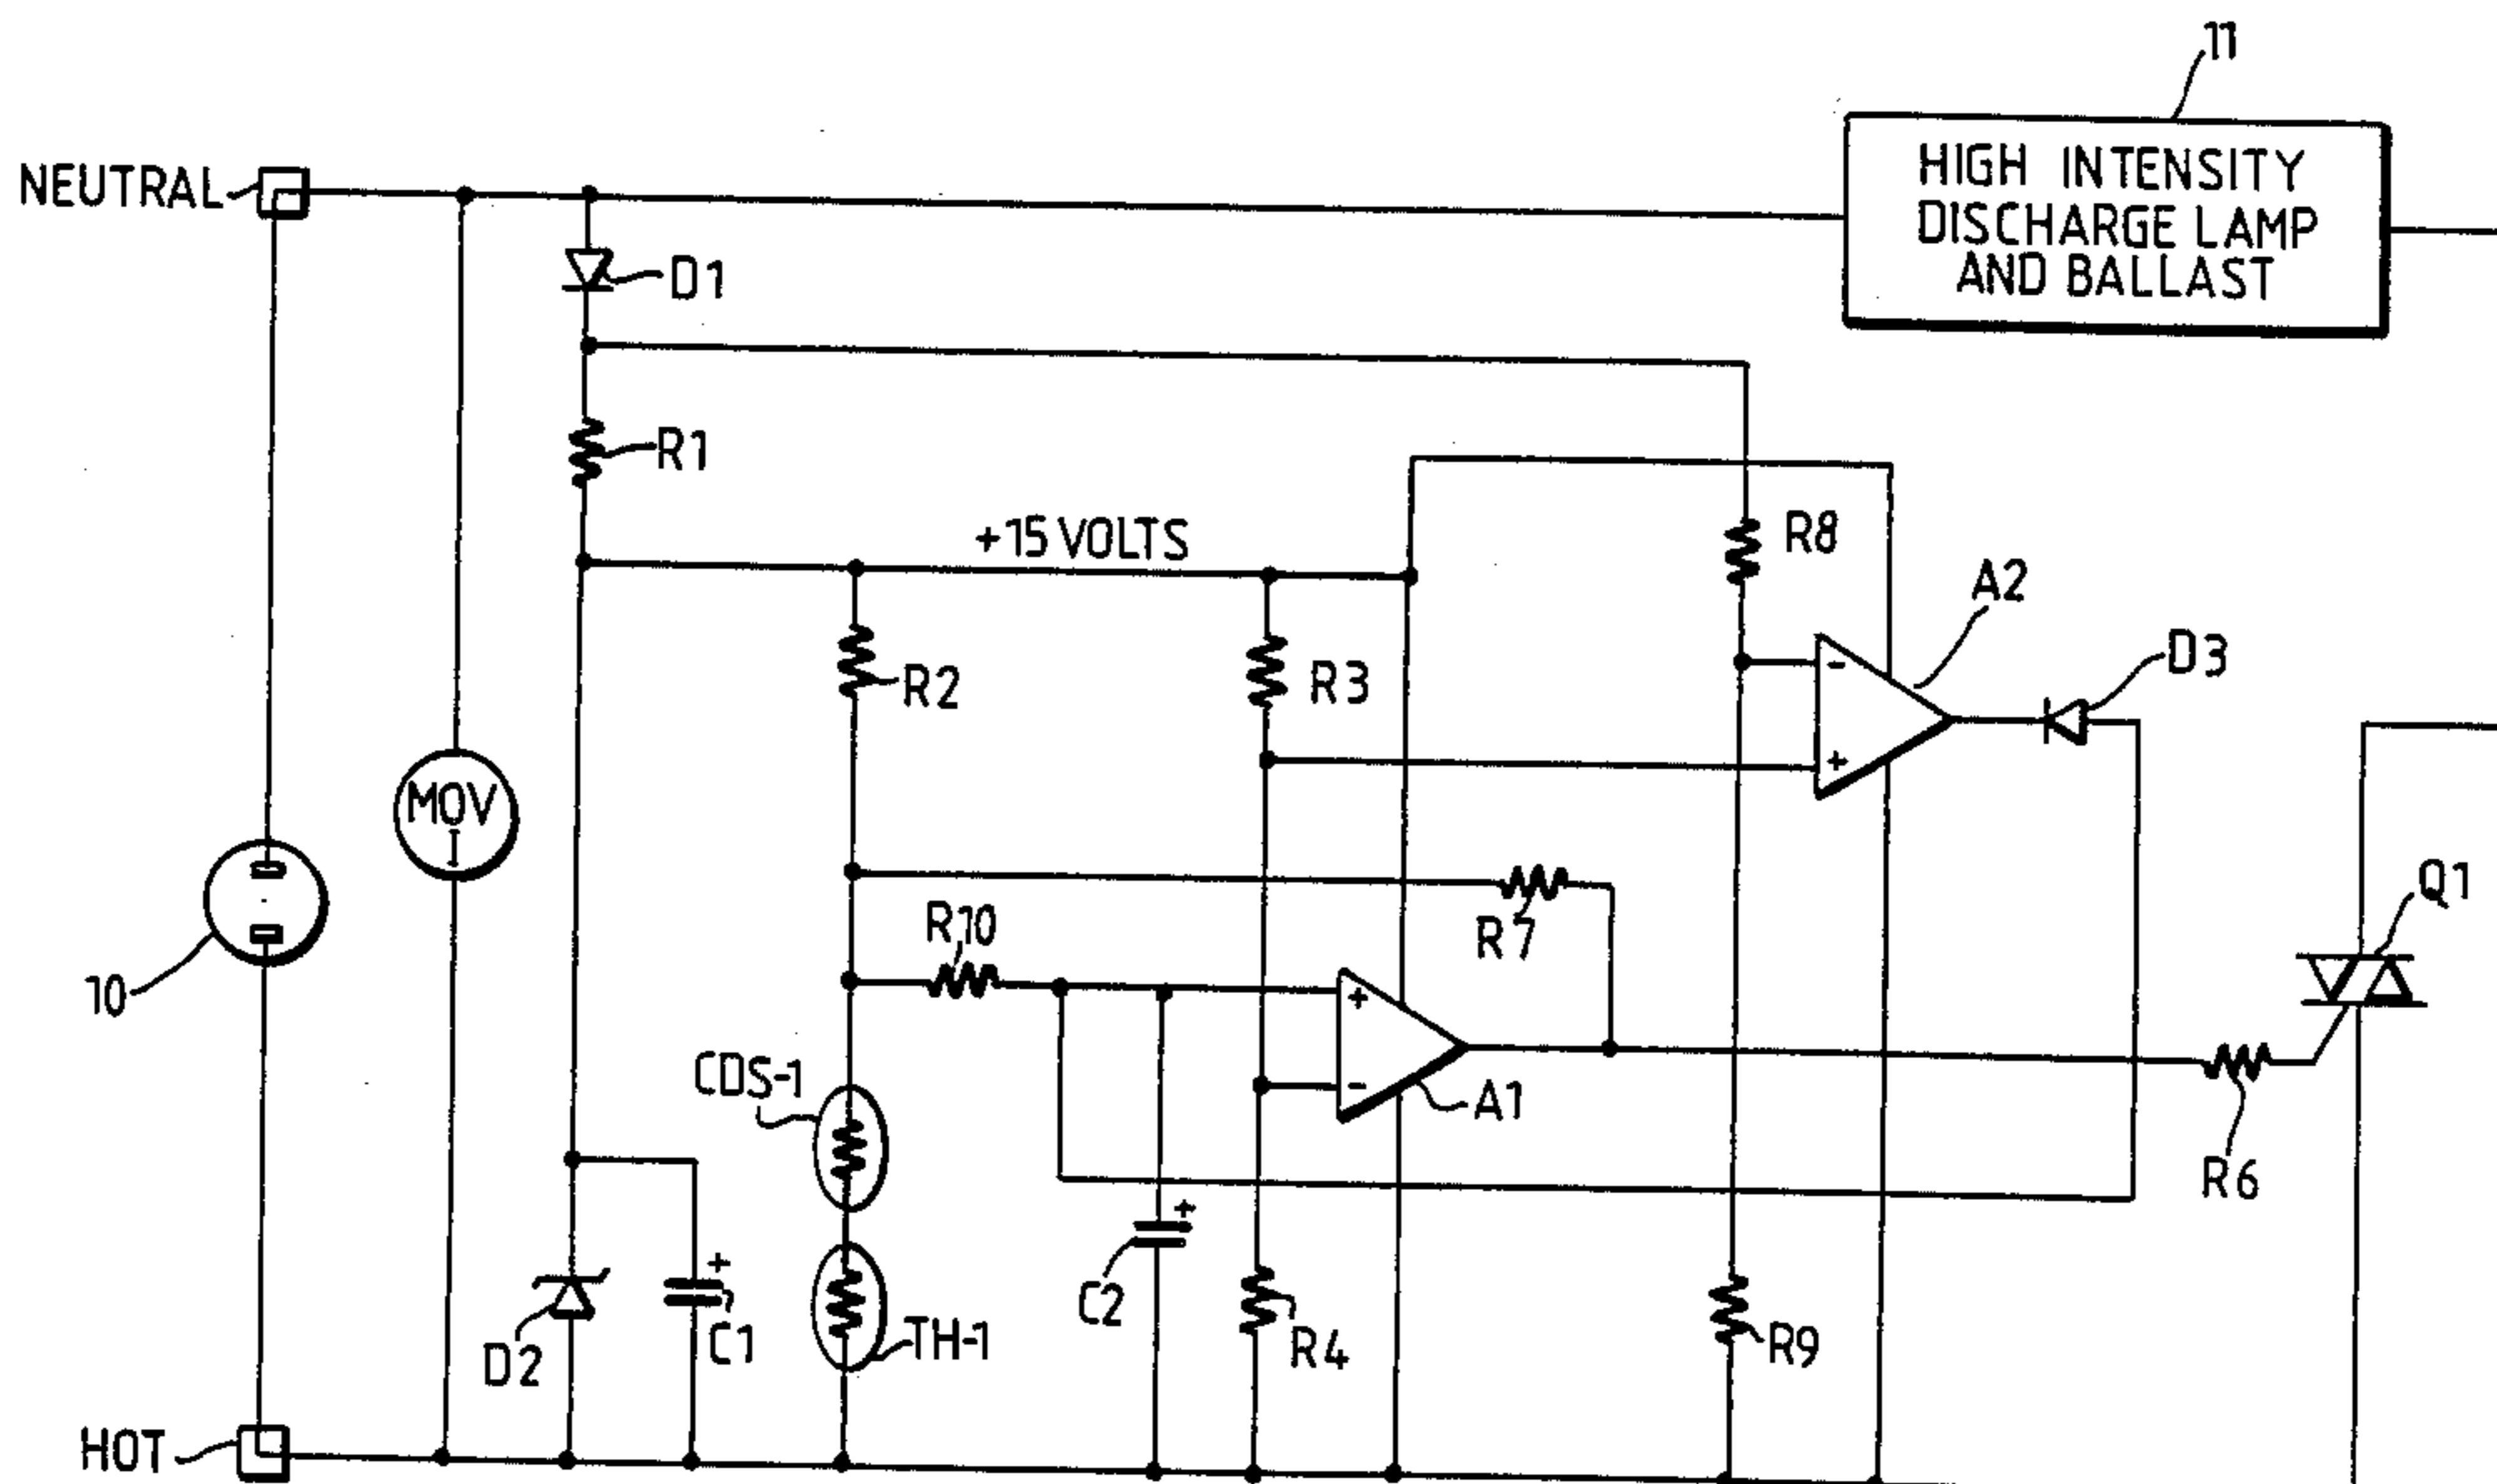 11
NEUTRAL
HIGH INTENSITY
DISCHARGE LAMP
AND BALLAST
D1
R1
+15 VOLTS
R8
A2
R2
R3
D3
-
+
MOV
1
R10
R7
Q1
10
+
-
CDS-1
A1
R6
+
+
C2
D2
C1
TH-1
R4
R9
HOT